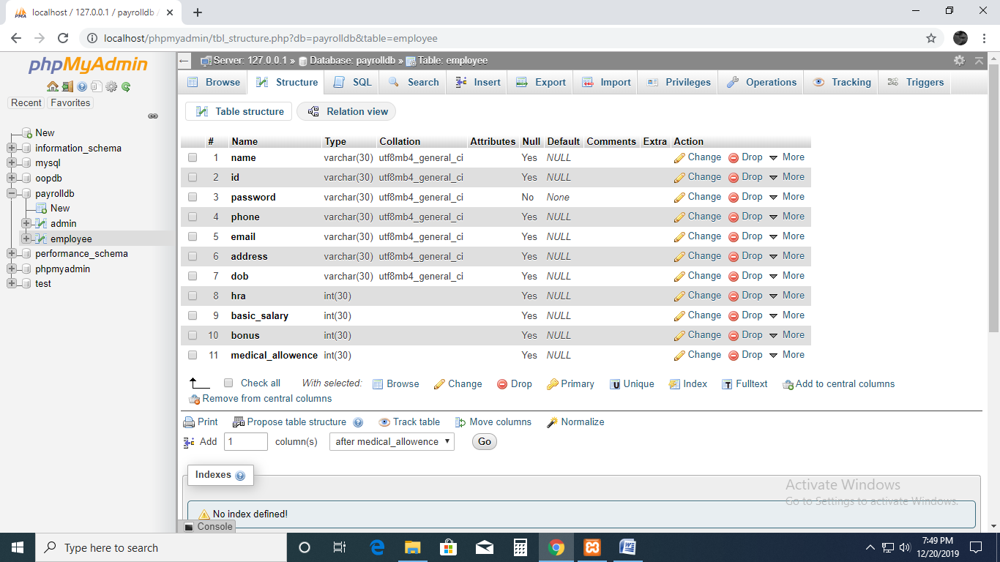 localhost / 127.0.0.1 / payrolldb /
localhost/phpmyadmin/tbl_structure.php?db=payrolldb&table=employee
phpMyAdmin
Recent Favorites
New
information_schema
mysql
oopdb
payrolldb
New
admin
employee
performance_schema
phpmyadmin
test
Server: 127.0.0.1 » Database: payrolldb » Table: employee
Browse Structure SQL Search Insert Export Import Privileges Operations Tracking Triggers
Table structure Relation view
# Name Type Collation Attributes Null Default Comments Extra Action
1 name varchar(30) utf8mb4_general_ci Yes NULL Change Drop More
2 id varchar(30) utf8mb4_general_ci Yes NULL Change Drop More
3 password varchar(30) utf8mb4_general_ci No None Change Drop More
4 phone varchar(30) utf8mb4_general_ci Yes NULL Change Drop More
5 email varchar(30) utf8mb4_general_ci Yes NULL Change Drop More
6 address varchar(30) utf8mb4_general_ci Yes NULL Change Drop More
7 dob varchar(30) utf8mb4_general_ci Yes NULL Change Drop More
8 hra int(30) Yes NULL Change Drop More
9 basic_salary int(30) Yes NULL Change Drop More
10 bonus int(30) Yes NULL Change Drop More
11 medical_allowence int(30) Yes NULL Change Drop More
Check all With selected: Browse Change Drop Primary Unique Index Fulltext Add to central columns
Remove from central columns
Print Propose table structure Track table Move columns Normalize
Add 1 column(s) after medical_allowence Go
Indexes
No index defined!
Console
Activate Windows
Go to Settings to activate Windows.
Type here to search
7:49 PM
12/20/2019